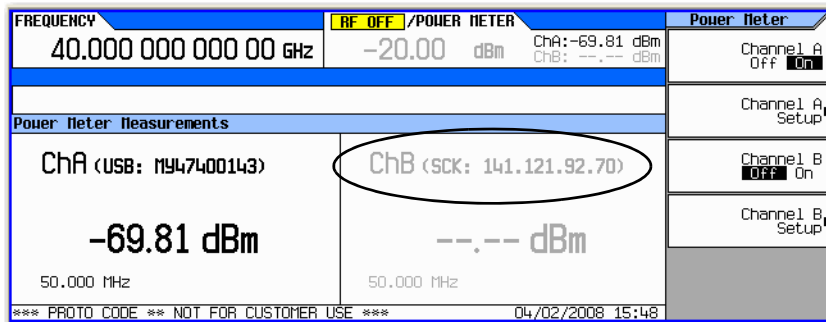 FREQUENCY
40.000 000 000 00 GHz
RF OFF /POWER METER
-20.00 dBm
ChA:-69.81 dBm
ChB: --.-- dBm
Power Meter Measurements
ChA (USB: MY47400143)
-69.81 dBm
50.000 MHz
ChB (SCK: 141.121.92.70)
--.-- dBm
50.000 MHz
*** PROTO CODE ** NOT FOR CUSTOMER USE ***
04/02/2008 15:48
Power Meter
Channel A
Off On
Channel A
Setup
Channel B
Off On
Channel B
Setup